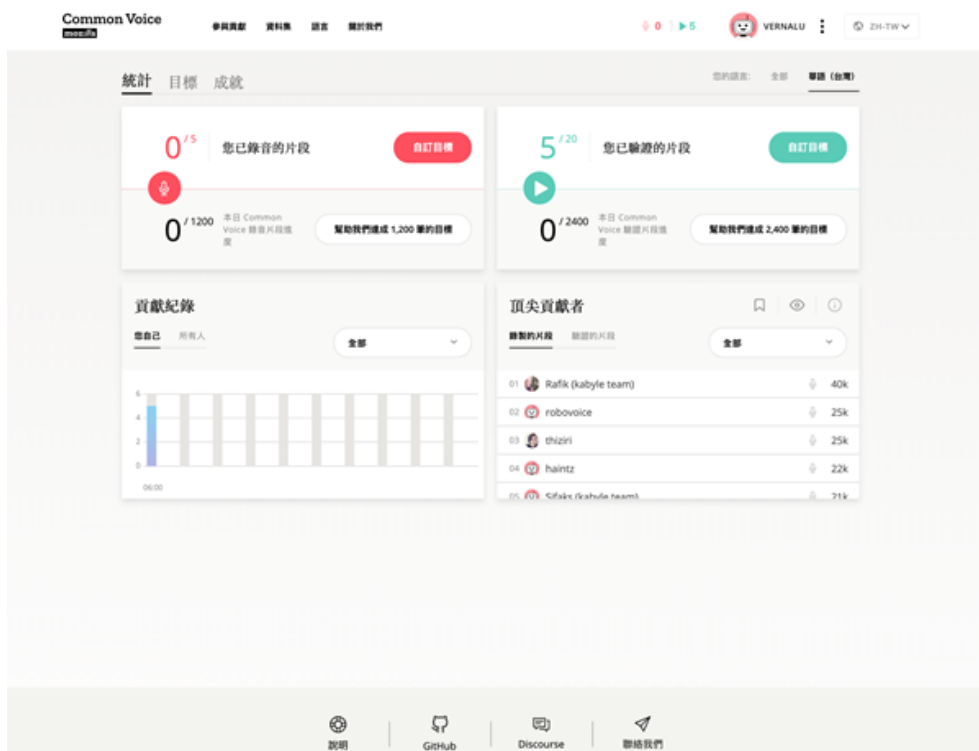 Common Voice
mozilla
參與貢獻 資料集 語言 關於我們
0 5
VERNALU
ZH-TW
統計 目標 成就
您的語言: 全部 華語（台灣）
0 /5 您已錄音的片段 自訂目標
0 /1200 本日 Common Voice 錄音片段進度 幫助我們達成 1,200 筆的目標
5 /20 您已驗證的片段 自訂目標
0 /2400 本日 Common Voice 驗證片段進度 幫助我們達成 2,400 筆的目標
貢獻紀錄
您自己 所有人 全部
6
4
2
0
06:00
頂尖貢獻者
錄製的片段 驗證的片段 全部
01 Rafik (kabyle team) 40k
02 robovoice 25k
03 thiziri 25k
04 haintz 22k
05 Sifaks (kabyle team) 21k
說明 GitHub Discourse 聯絡我們